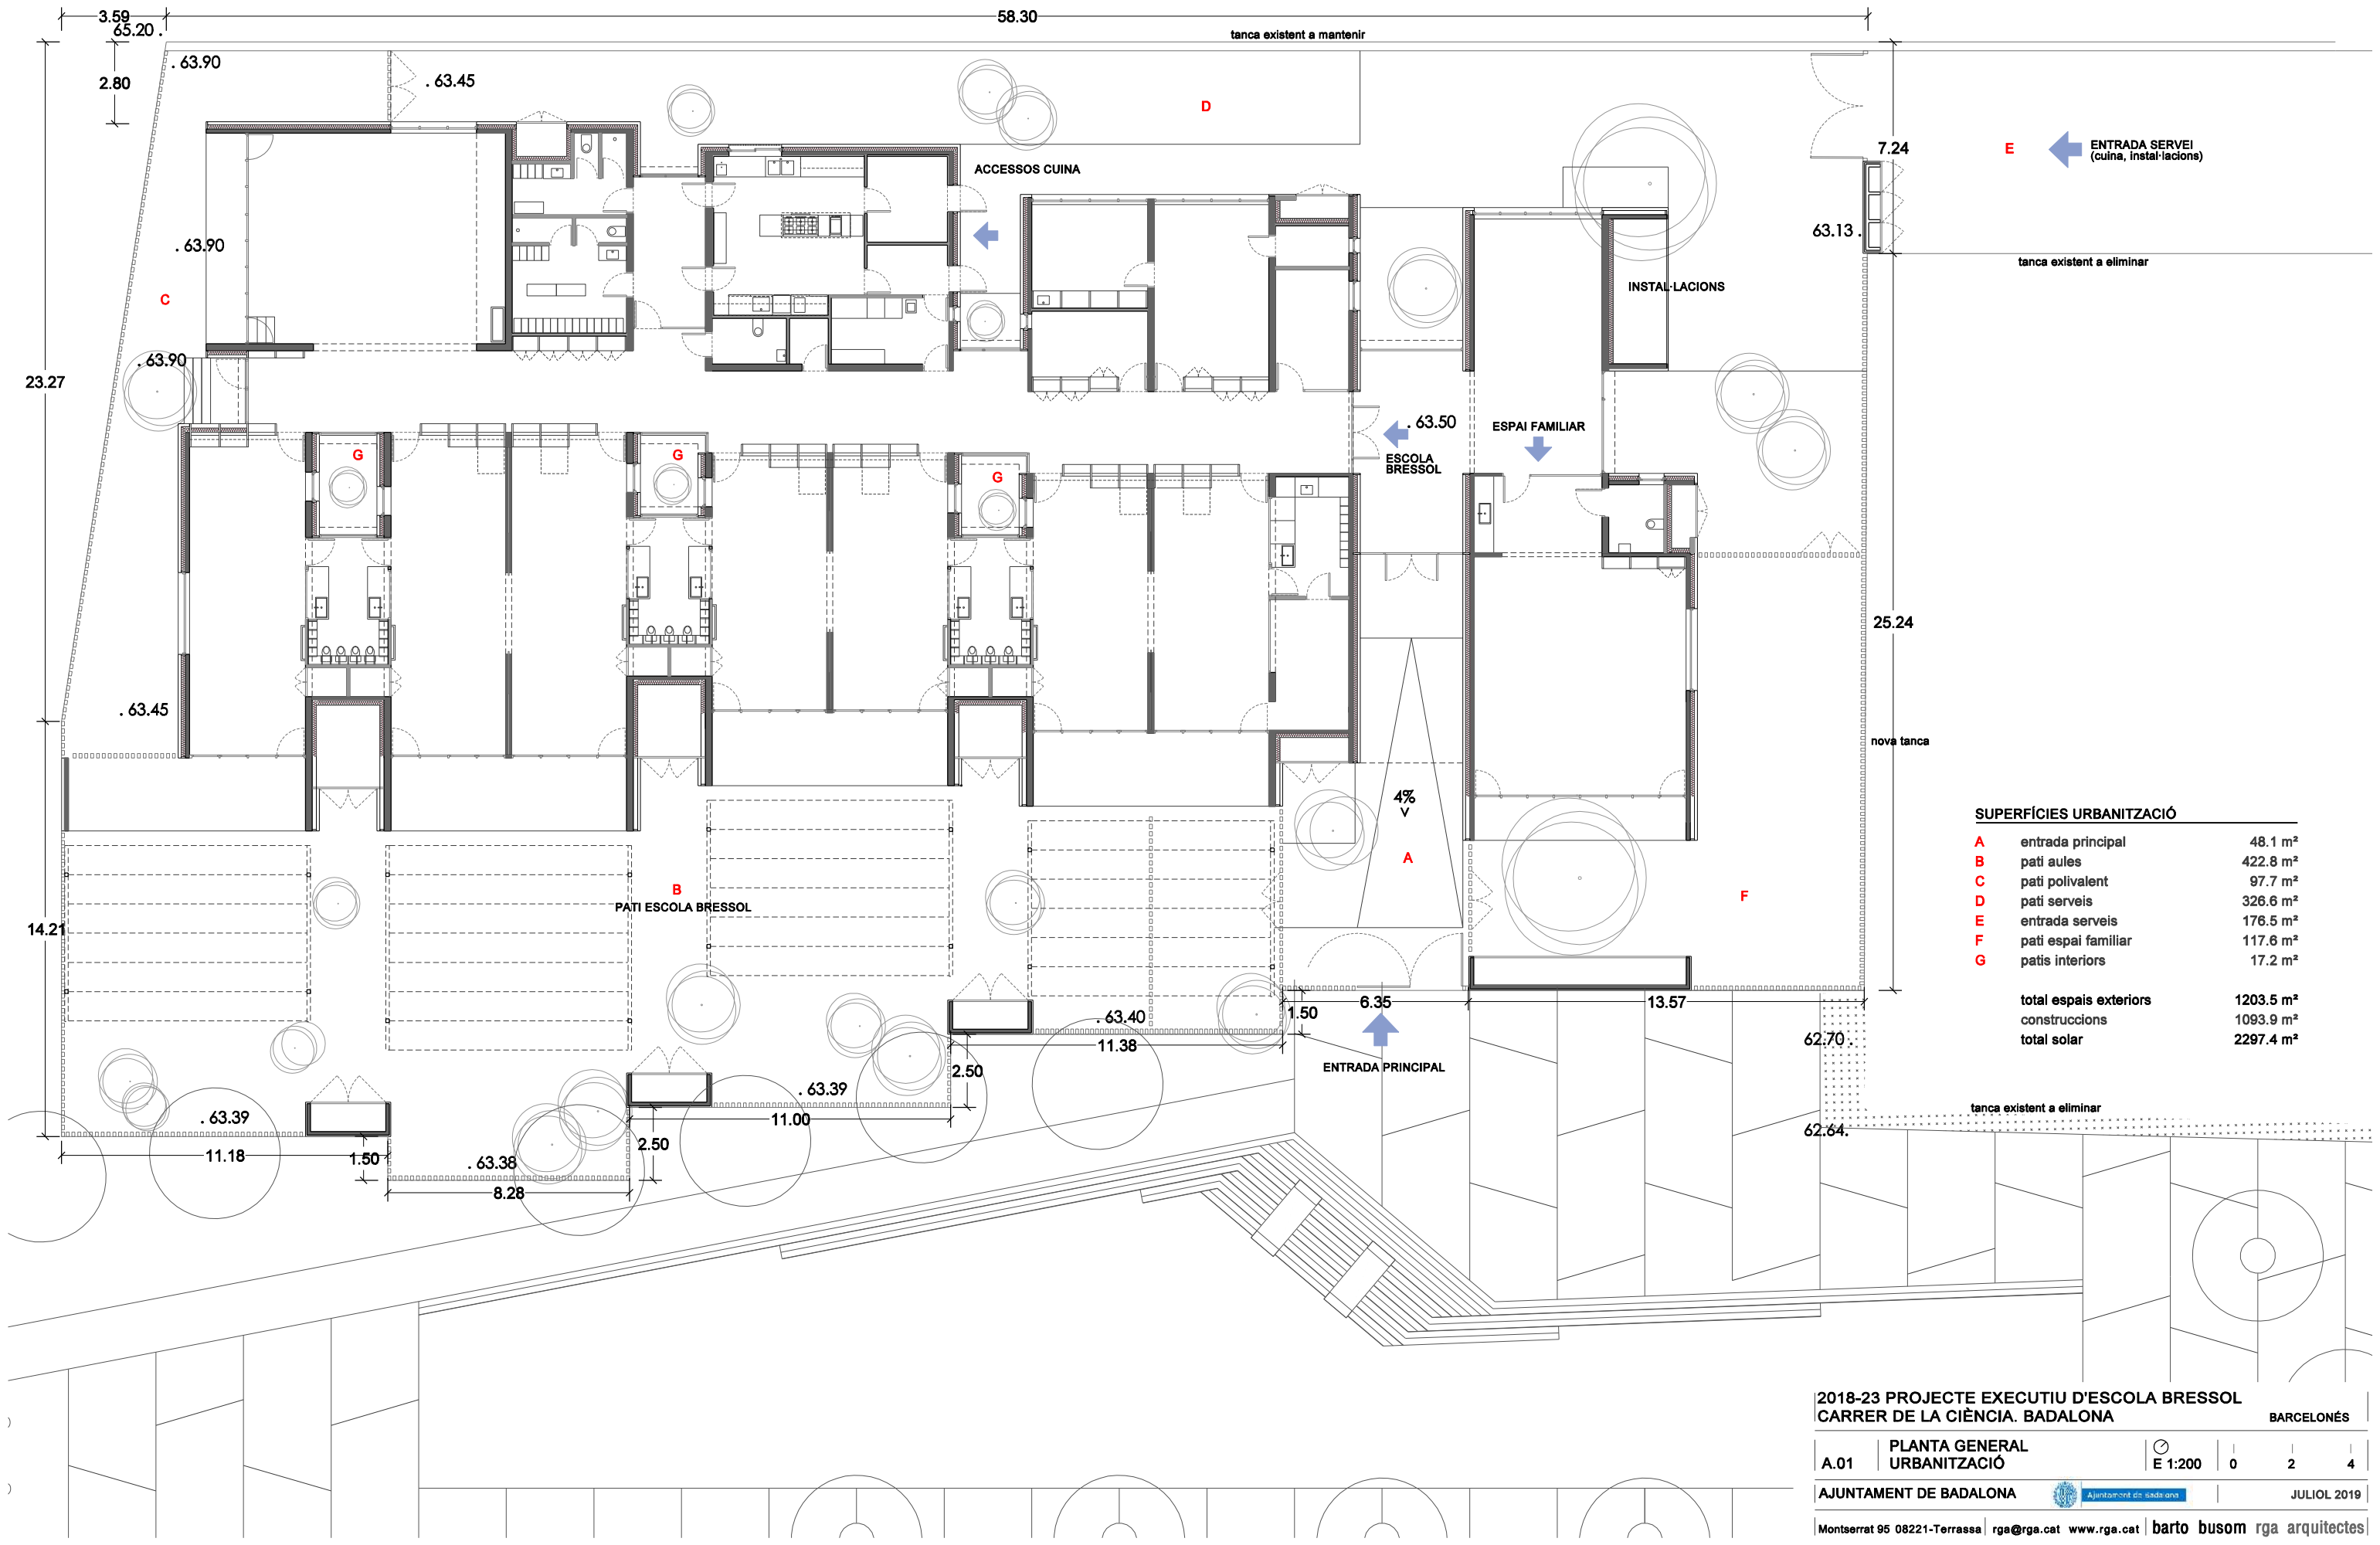 3.59
58.30
65.20 .
tanca existent a mantenir
. 63.90
. 63.45
2.80
D
7.24
E
ENTRADA SERVEI
(cuina, instal·lacions)
ACCESSOS CUINA
63.13 .
. 63.90
tanca existent a eliminar
C
INSTAL·LACIONS
. 63.90
23.27
. 63.50
ESPAI FAMILIAR
G
G
ESCOLA
BRESSOL
G
25.24
. 63.45
nova tanca
4%
A
B
PATI ESCOLA BRESSOL
F
14.21
SUPERFÍCIES URBANITZACIÓ
A entrada principal 48.1 m²
B pati aules 422.8 m²
C pati polivalent 97.7 m²
D pati serveis 326.6 m²
E entrada serveis 176.5 m²
F pati espai familiar 117.6 m²
G patis interiors 17.2 m²
total espais exteriors 1203.5 m²
construccions 1093.9 m²
total solar 2297.4 m²
6.35
13.57
1.50
. 63.40
11.38
62.70 .
ENTRADA PRINCIPAL
2.50
. 63.39
11.00
. 63.39
tanca existent a eliminar
62.64.
2.50
11.18
1.50
. 63.38
8.28
2018-23 PROJECTE EXECUTIU D'ESCOLA BRESSOL
CARRER DE LA CIÈNCIA. BADALONA
BARCELONÉS
A.01
PLANTA GENERAL
URBANITZACIÓ
E 1:200
0 2 4
AJUNTAMENT DE BADALONA
Ajuntament de Badalona
JULIOL 2019
Montserrat 95 08221-Terrassa
rga@rga.cat www.rga.cat
barto busom rga arquitectes